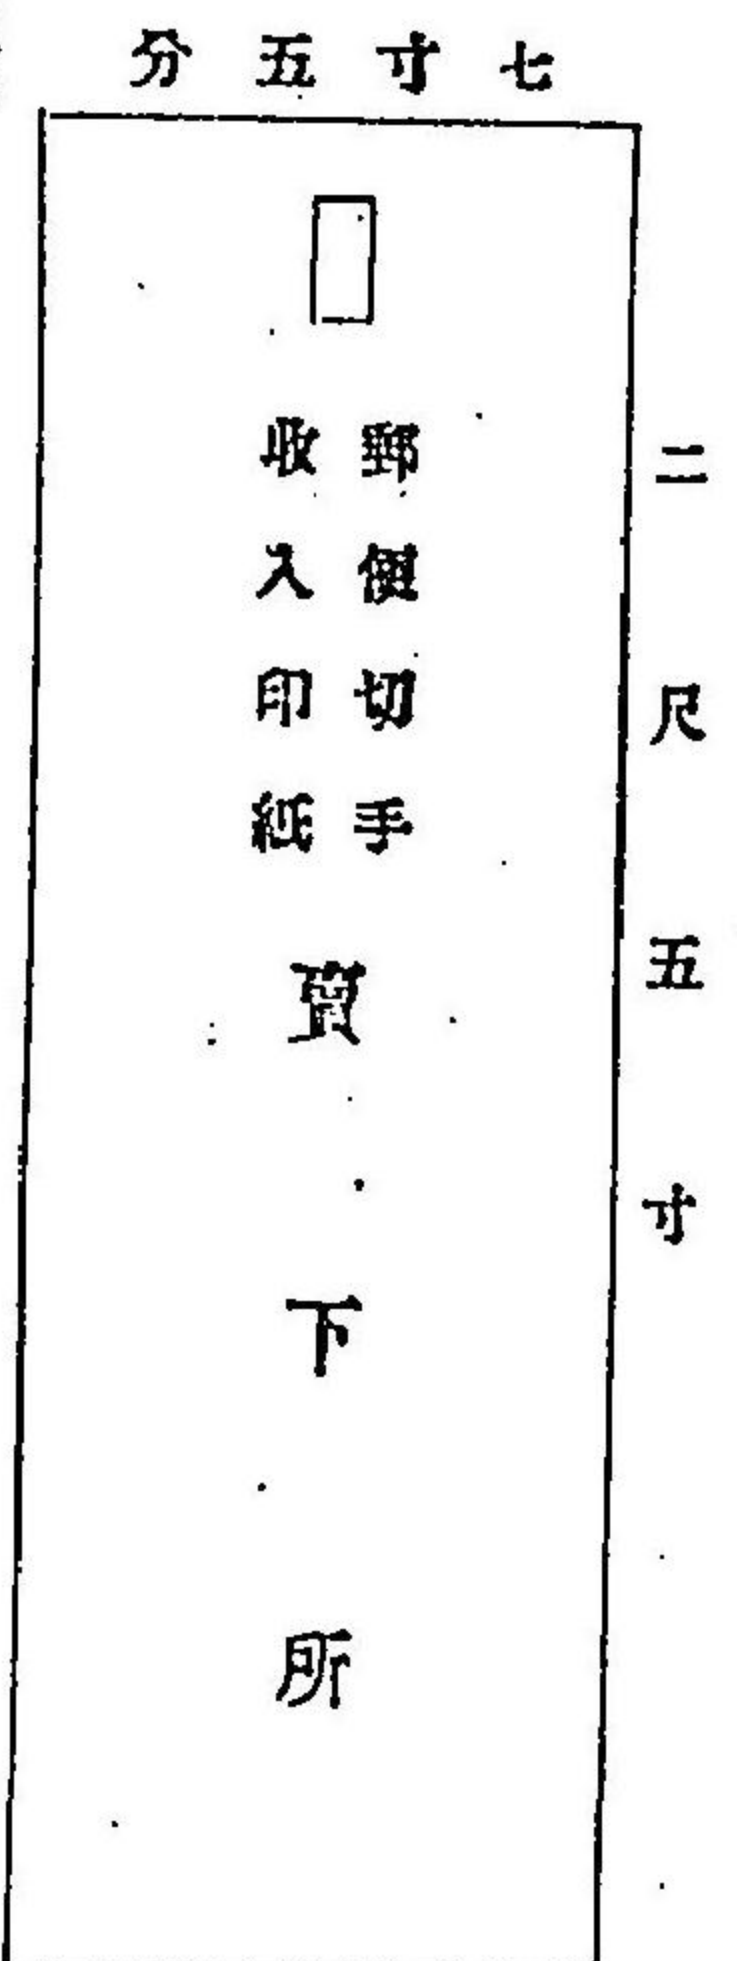 七寸五分
二尺五寸
郵便切手
收入印紙
賣下所